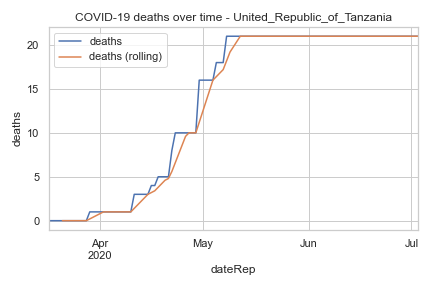 COVID-19 deaths over time - United_Republic_of_Tanzania
deaths
deaths (rolling)
20
15
10
5
0
deaths
Apr
2020
May
Jun
Jul
dateRep